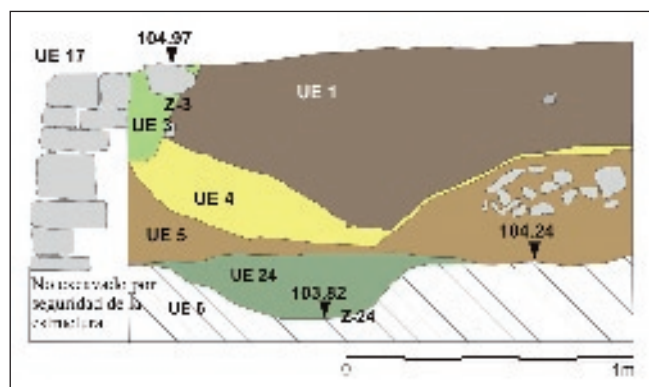 104.97
UE 17
UE 1
Z-3
UE 3
UE 4
UE 5
104.24
UE 24
103.82
Z-24
UE 6
No excavado por
seguridad de la
estructura
0
1m